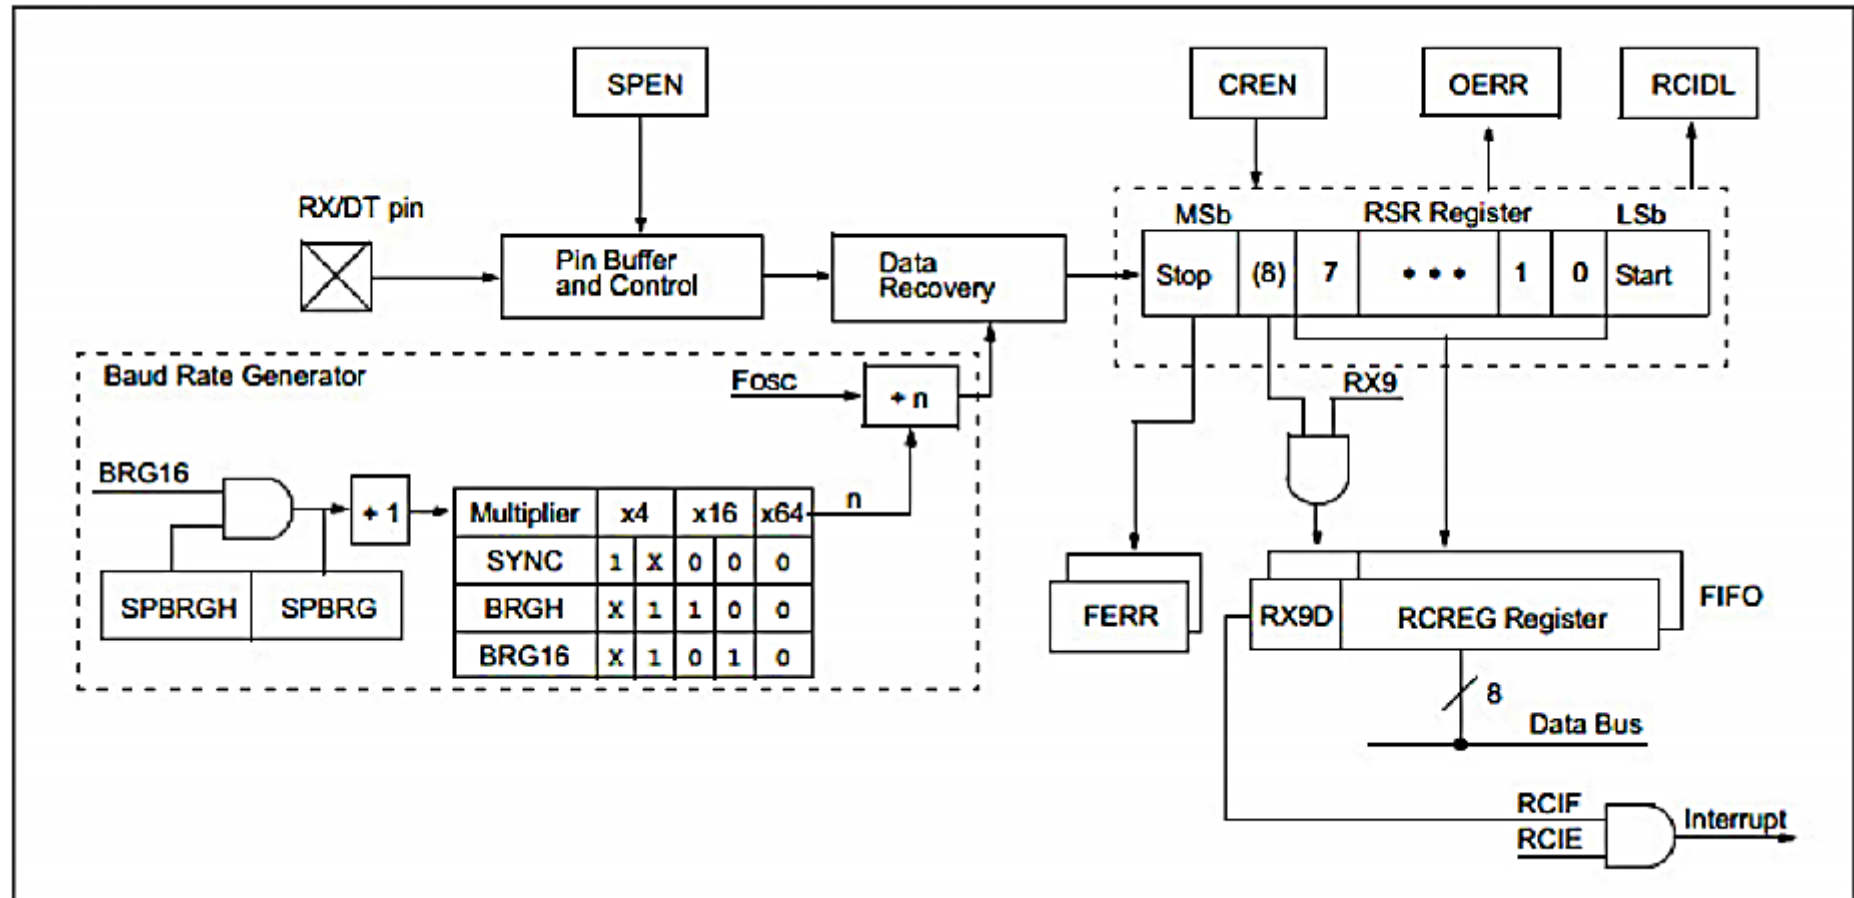 SPEN
CREN
OERR
RCIDL
RX/DT pin
MSb RSR Register LSb
Pin Buffer
and Control
Data
Recovery
Stop (8) 7 • • • 1 0 Start
Baud Rate Generator
FOSC
÷ n
RX9
BRG16
+ 1
n
Multiplier x4 x16 x64
SYNC 1 X 0 0 0
BRGH X 1 1 0 0
BRG16 X 1 0 1 0
SPBRGH SPBRG
FERR
RX9D RCREG Register
FIFO
8
Data Bus
RCIF
RCIE
Interrupt